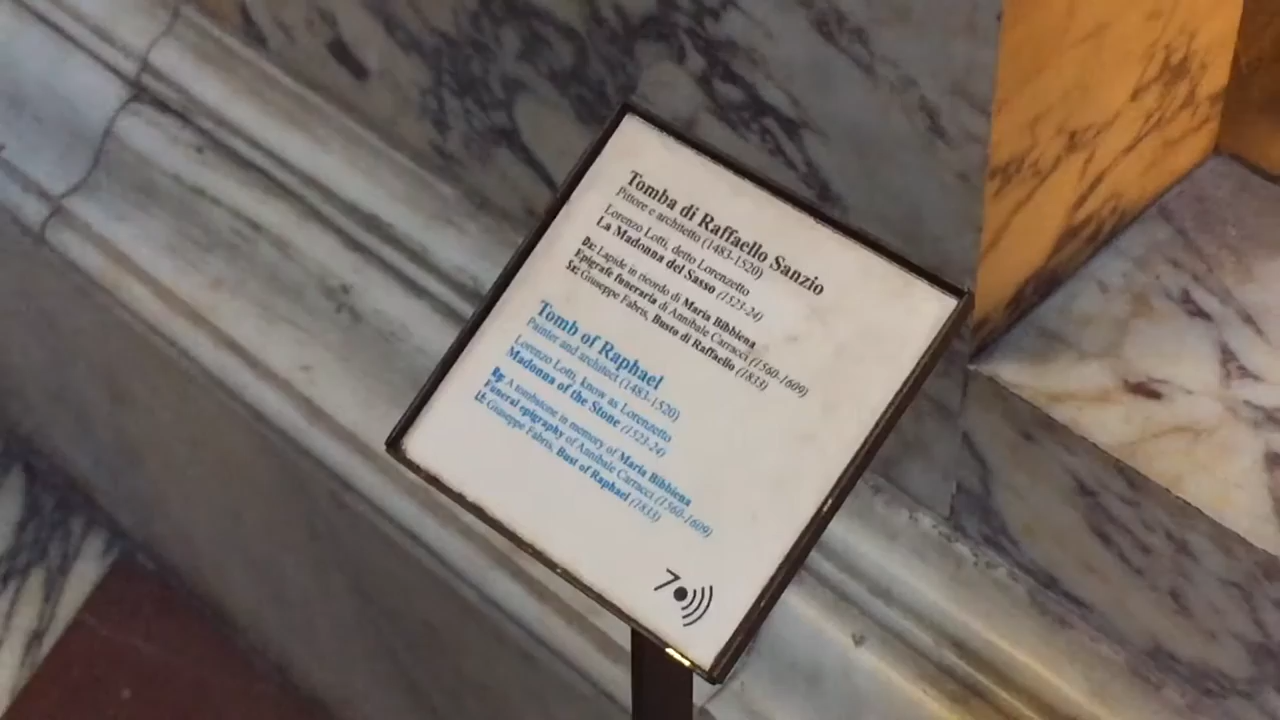 Tomba di Raffaello Sanzio
Pittore e architetto (1483-1520)
Lorenzo Lotti, detto Lorenzetto
La Madonna del Sasso (1523-24)
Dx: Lapide in ricordo di Maria Bibbiena
Epigrafe funeraria di Annibale Carracci (1560-1609)
Sx: Giuseppe Fabris, Busto di Raffaello (1833)
Tomb of Raphael
Painter and architect (1483-1520)
Lorenzo Lotti, know as Lorenzetto
Madonna of the Stone (1523-24)
Rg: A tombstone in memory of Maria Bibbiena
Funeral epigraphy of Annibale Carracci (1560-1609)
Lf: Giuseppe Fabris, Bust of Raphael (1833)
7